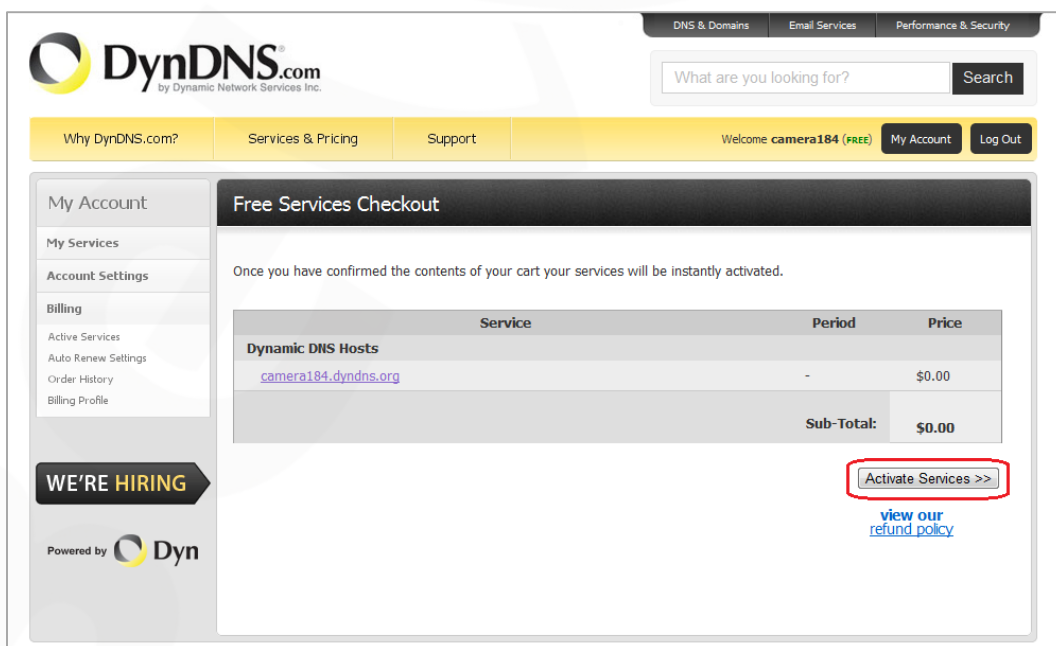 DNS & Domains Email Services Performance & Security
DynDNS.com
by Dynamic Network Services Inc.
What are you looking for? Search
Why DynDNS.com? Services & Pricing Support Welcome camera184 (FREE) My Account Log Out
My Account
My Services
Account Settings
Billing
Active Services
Auto Renew Settings
Order History
Billing Profile
WE'RE HIRING
Powered by Dyn
Free Services Checkout
Once you have confirmed the contents of your cart your services will be instantly activated.
Service Period Price
Dynamic DNS Hosts
camera184.dyndns.org - $0.00
Sub-Total: $0.00
Activate Services >>
view our
refund policy